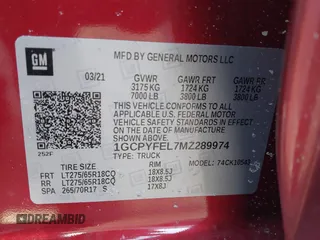 GM
MFD BY GENERAL MOTORS LLC
03/21 GVWR GAWR FRT GAWR RR
3175 KG 1724 KG 1724 KG
7000 LB 3800 LB 3800 LB
THIS VEHICLE CONFORMS TO ALL
APPLICABLE U.S. FEDERAL MOTOR
VEHICLE SAFETY AND THEFT
PREVENTION STANDARDS IN EFFECT
ON THE DATE OF MANUFACTURE
SHOWN ABOVE.
1GCPYFEL7MZ289974
TYPE: TRUCK
252F
MODEL:
TIRE SIZE RIM
FRT LT275/65R18CQ 18X8.5J
RR LT275/65R18CQ 18X8.5J
SPA 265/70R17 S 17X8J
DREAMBID